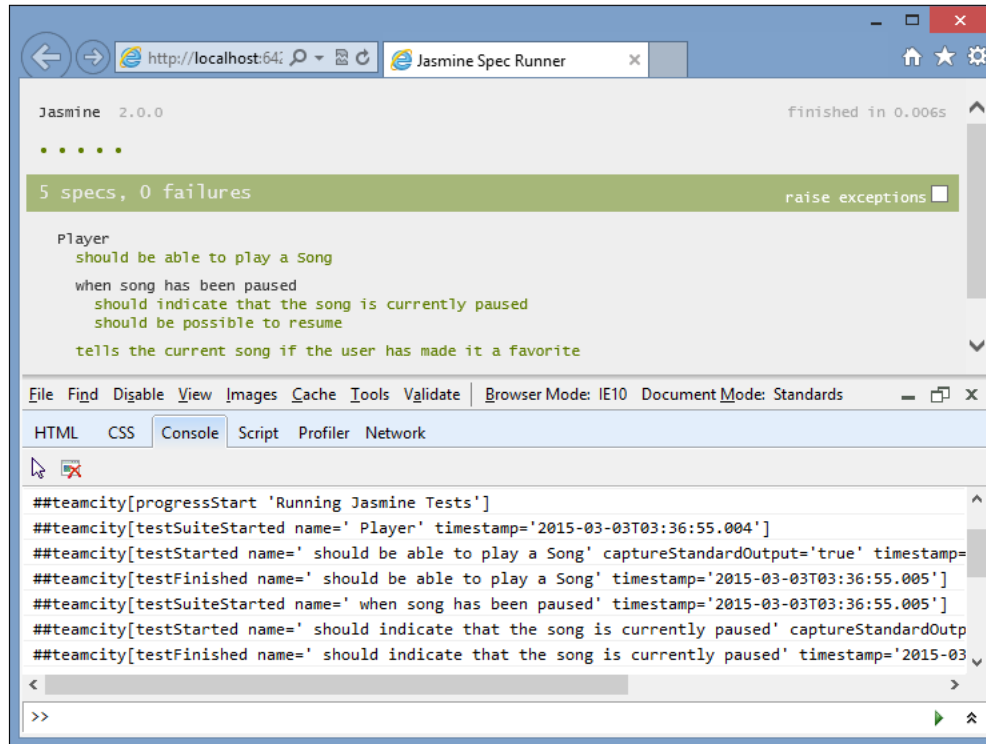 http://localhost:642
Jasmine Spec Runner
Jasmine 2.0.0
finished in 0.006s
5 specs, 0 failures
raise exceptions
Player
should be able to play a Song
when song has been paused
should indicate that the song is currently paused
should be possible to resume
tells the current song if the user has made it a favorite
File Find Disable View Images Cache Tools Validate Browser Mode: IE10 Document Mode: Standards
HTML CSS Console Script Profiler Network
##teamcity[progressStart 'Running Jasmine Tests']
##teamcity[testSuiteStarted name=' Player' timestamp='2015-03-03T03:36:55.004']
##teamcity[testStarted name=' should be able to play a Song' captureStandardOutput='true' timestamp=
##teamcity[testFinished name=' should be able to play a Song' timestamp='2015-03-03T03:36:55.005']
##teamcity[testSuiteStarted name=' when song has been paused' timestamp='2015-03-03T03:36:55.005']
##teamcity[testStarted name=' should indicate that the song is currently paused' captureStandardOutp
##teamcity[testFinished name=' should indicate that the song is currently paused' timestamp='2015-03
>>